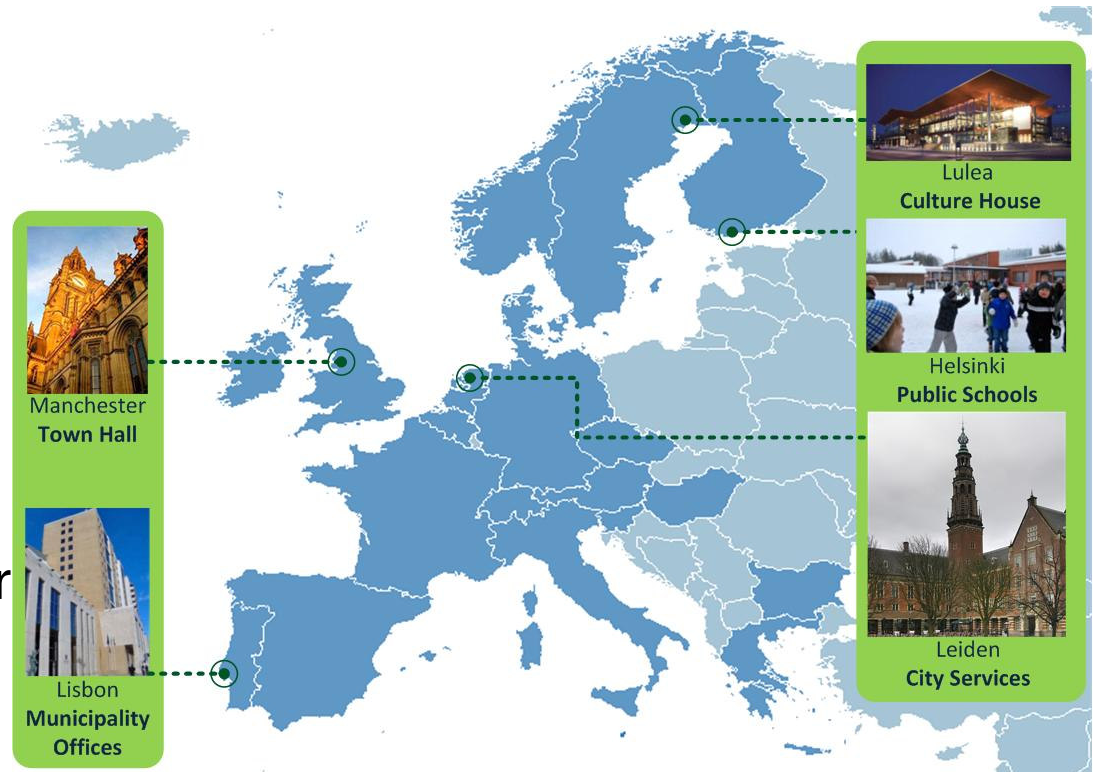 Manchester
Town Hall
r
Lisbon
Municipality
Offices
Lulea
Culture House
Helsinki
Public Schools
Leiden
City Services